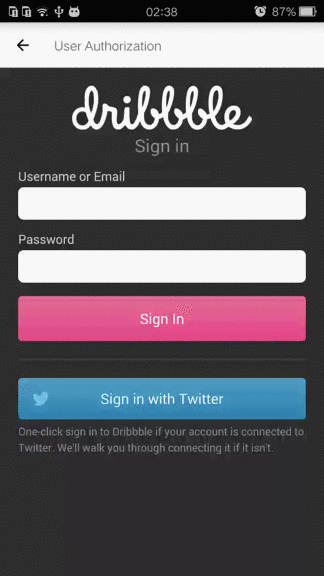 02:38
87%
User Authorization
dribbble
Sign in
Username or Email
Password
Sign In
Sign in with Twitter
One-click sign in to Dribbble if your account is connected to
Twitter. We'll walk you through connecting it if it isn't.